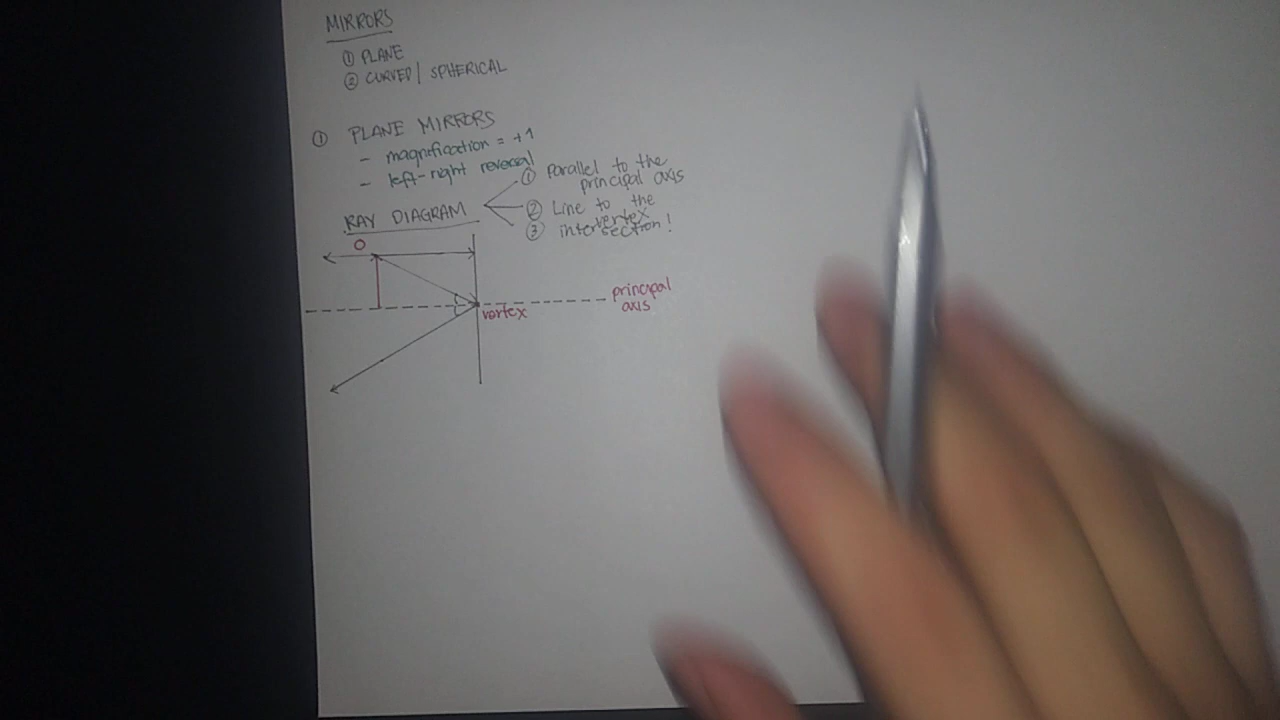 MIRRORS
① PLANE
② CURVED / SPHERICAL
① PLANE MIRRORS
- magnification = +1
- left-right reversal
RAY DIAGRAM
① Parallel to the
principal axis
② Line to the
vertex
③ intersection!
O
principal
axis
vertex